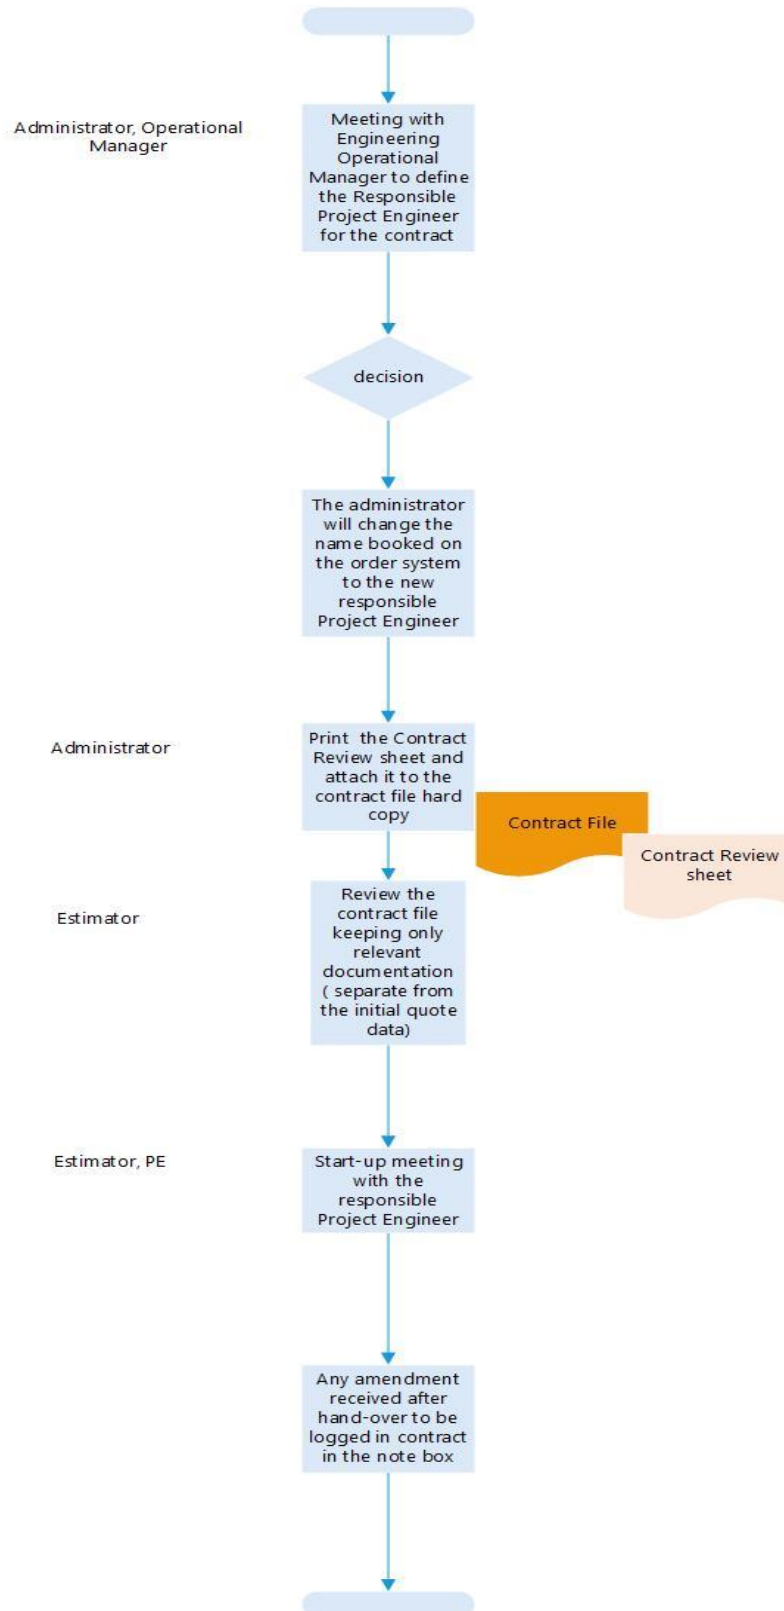 Administrator, Operational
Manager
Meeting with
Engineering
Operational
Manager to define
the Responsible
Project Engineer
for the contract
decision
The administrator
will change the
name booked on
the order system
to the new
responsible
Project Engineer
Administrator
Print the Contract
Review sheet and
attach it to the
contract file hard
copy
Contract File
Contract Review
sheet
Estimator
Review the
contract file
keeping only
relevant
documentation
( separate from
the initial quote
data)
Estimator, PE
Start-up meeting
with the
responsible
Project Engineer
Any amendment
received after
hand-over to be
logged in contract
in the note box